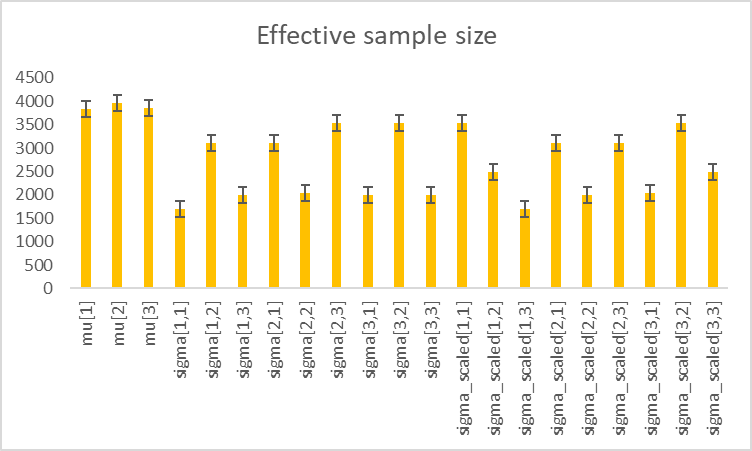 Effective sample size
4500
4000
3500
3000
2500
2000
1500
1000
500
0
mu[1]
mu[2]
mu[3]
sigma[1,1]
sigma[1,2]
sigma[1,3]
sigma[2,1]
sigma[2,2]
sigma[2,3]
sigma[3,1]
sigma[3,2]
sigma[3,3]
sigma_scaled[1,1]
sigma_scaled[1,2]
sigma_scaled[1,3]
sigma_scaled[2,1]
sigma_scaled[2,2]
sigma_scaled[2,3]
sigma_scaled[3,1]
sigma_scaled[3,2]
sigma_scaled[3,3]